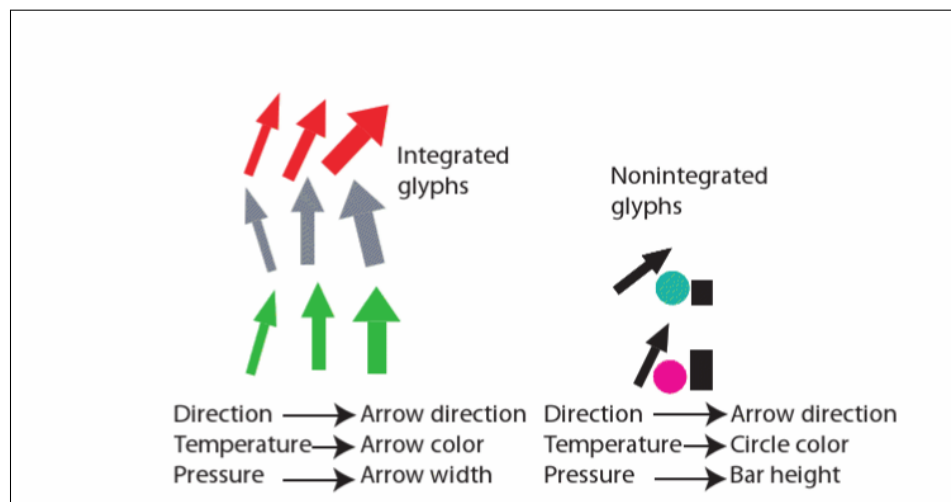 Integrated
glyphs
Nonintegrated
glyphs
Direction Arrow direction
Temperature Arrow color
Pressure Arrow width
Direction Arrow direction
Temperature Circle color
Pressure Bar height